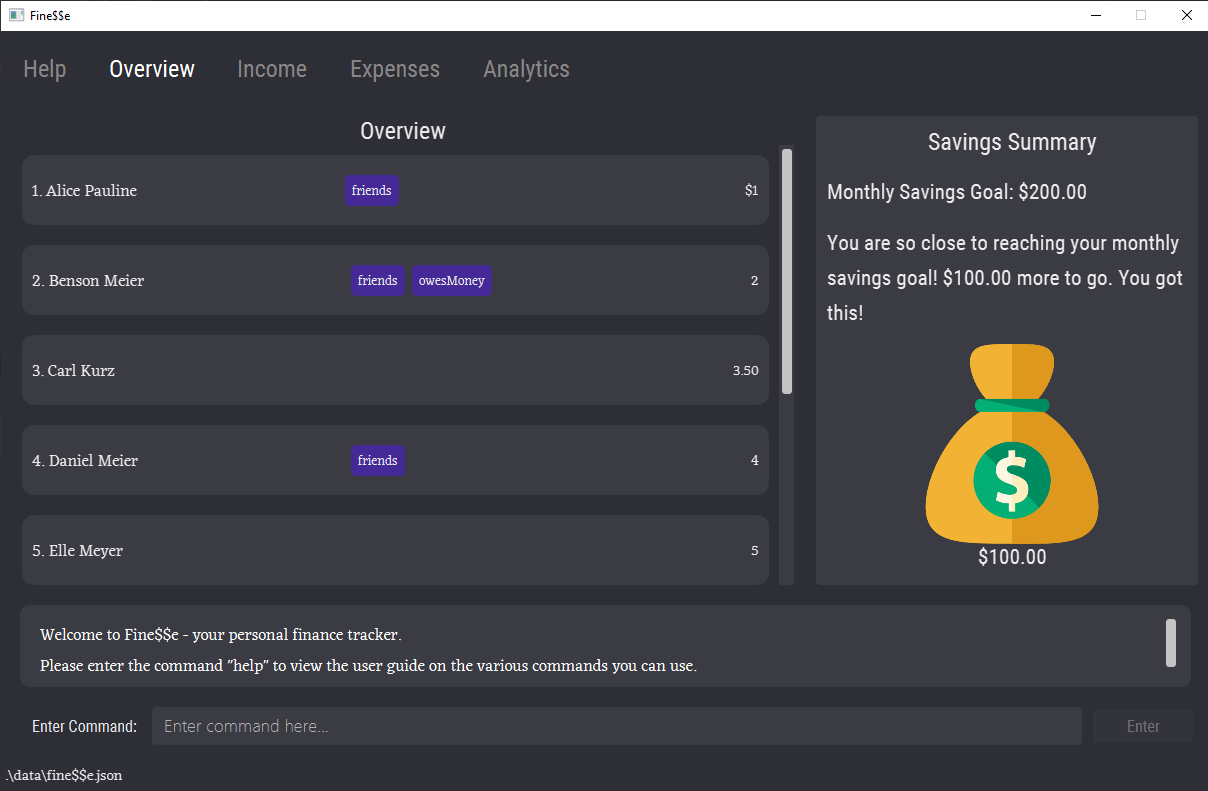 Fine$$e
Help Overview Income Expenses Analytics
Overview
1. Alice Pauline friends $1
2. Benson Meier friends owesMoney 2
3. Carl Kurz 3.50
4. Daniel Meier friends 4
5. Elle Meyer 5
Savings Summary
Monthly Savings Goal: $200.00
You are so close to reaching your monthly
savings goal! $100.00 more to go. You got
this!
$
$100.00
Welcome to Fine$$e - your personal finance tracker.
Please enter the command "help" to view the user guide on the various commands you can use.
Enter Command: Enter command here... Enter
.\data\fine$$e.json